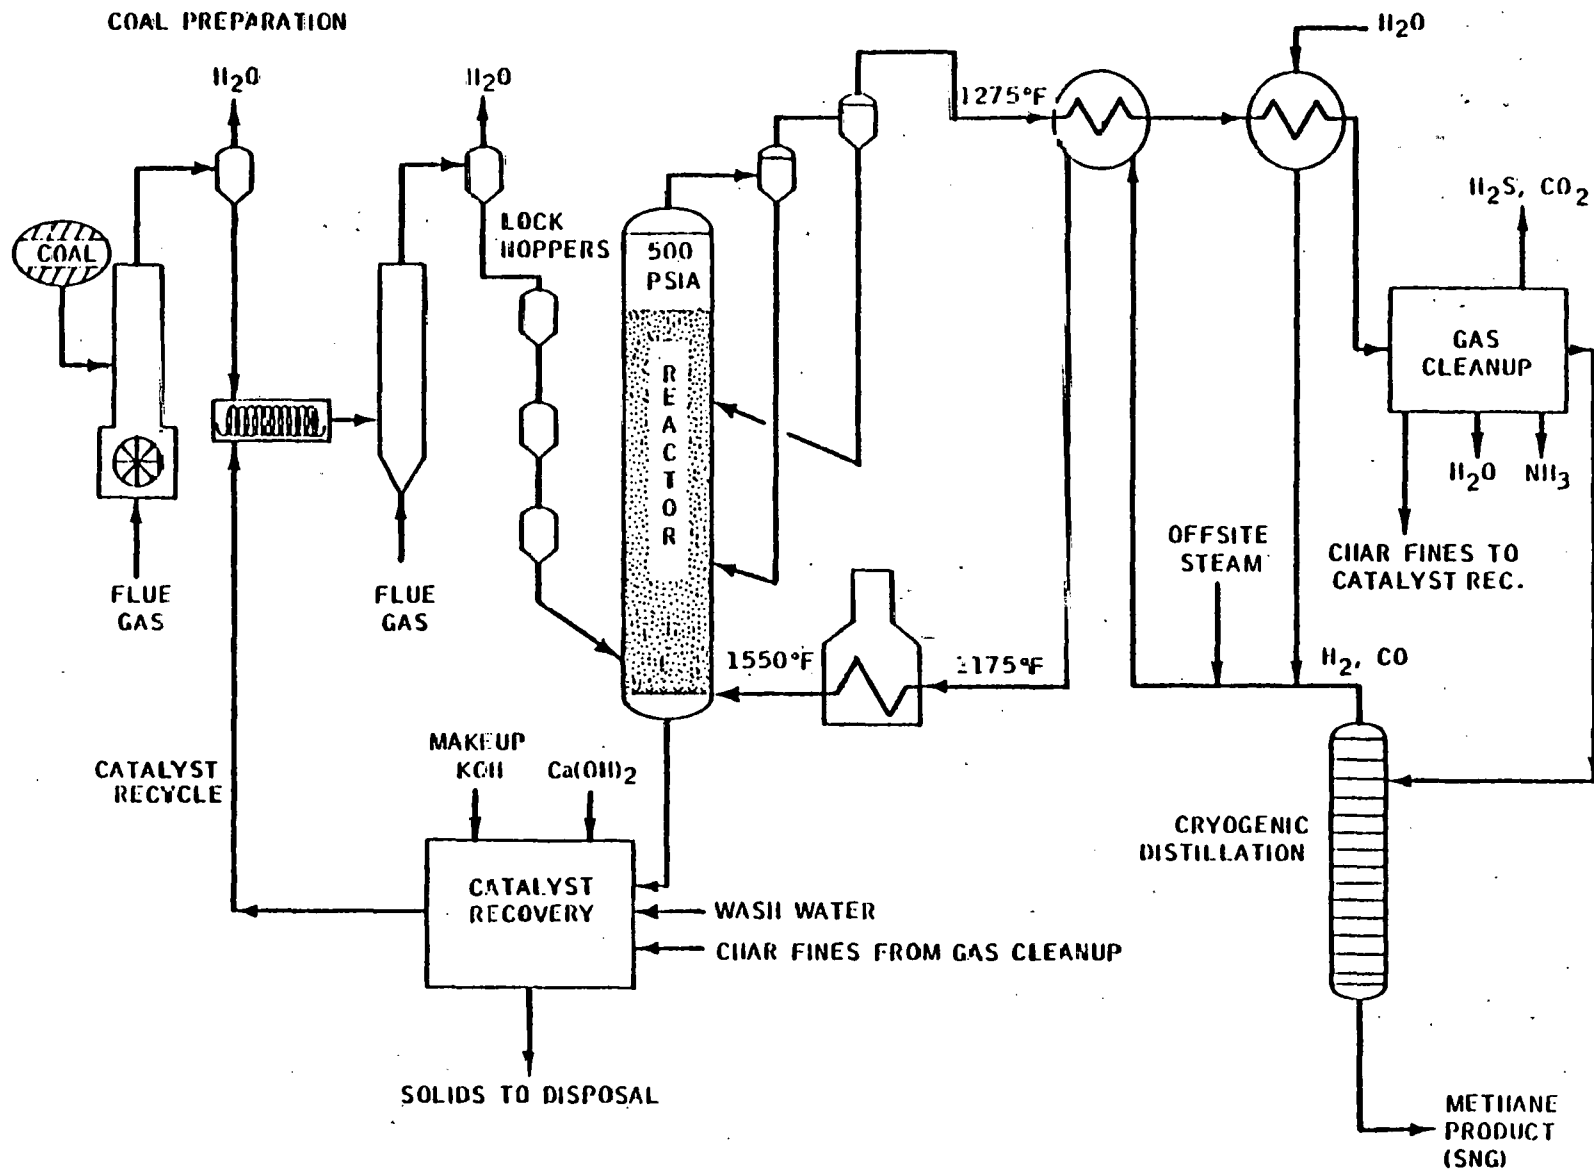 COAL PREPARATION
H₂O
H₂O
H₂O
1275°F
LOCK
HOPPERS
COAL
500
PSIA
REACTOR
H₂S, CO₂
GAS
CLEANUP
H₂O
NH₃
FLUE
GAS
FLUE
GAS
OFFSITE
STEAM
CHAR FINES TO
CATALYST REC.
1550°F
1175°F
H₂, CO
MAKEUP
KOH
Ca(OH)₂
CATALYST
RECYCLE
CRYOGENIC
DISTILLATION
CATALYST
RECOVERY
WASH WATER
CHAR FINES FROM GAS CLEANUP
SOLIDS TO DISPOSAL
METHANE
PRODUCT
(SNG)